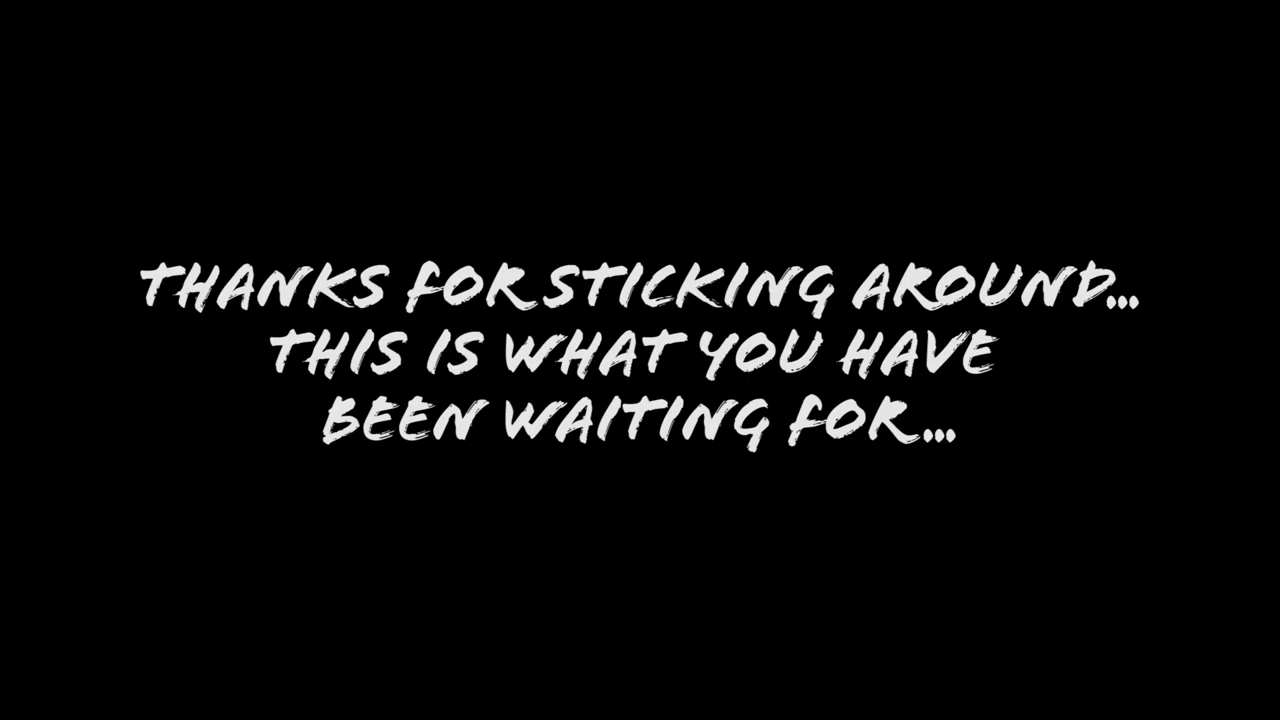 THANKS FOR STICKING AROUND...
THIS IS WHAT YOU HAVE
BEEN WAITING FOR...